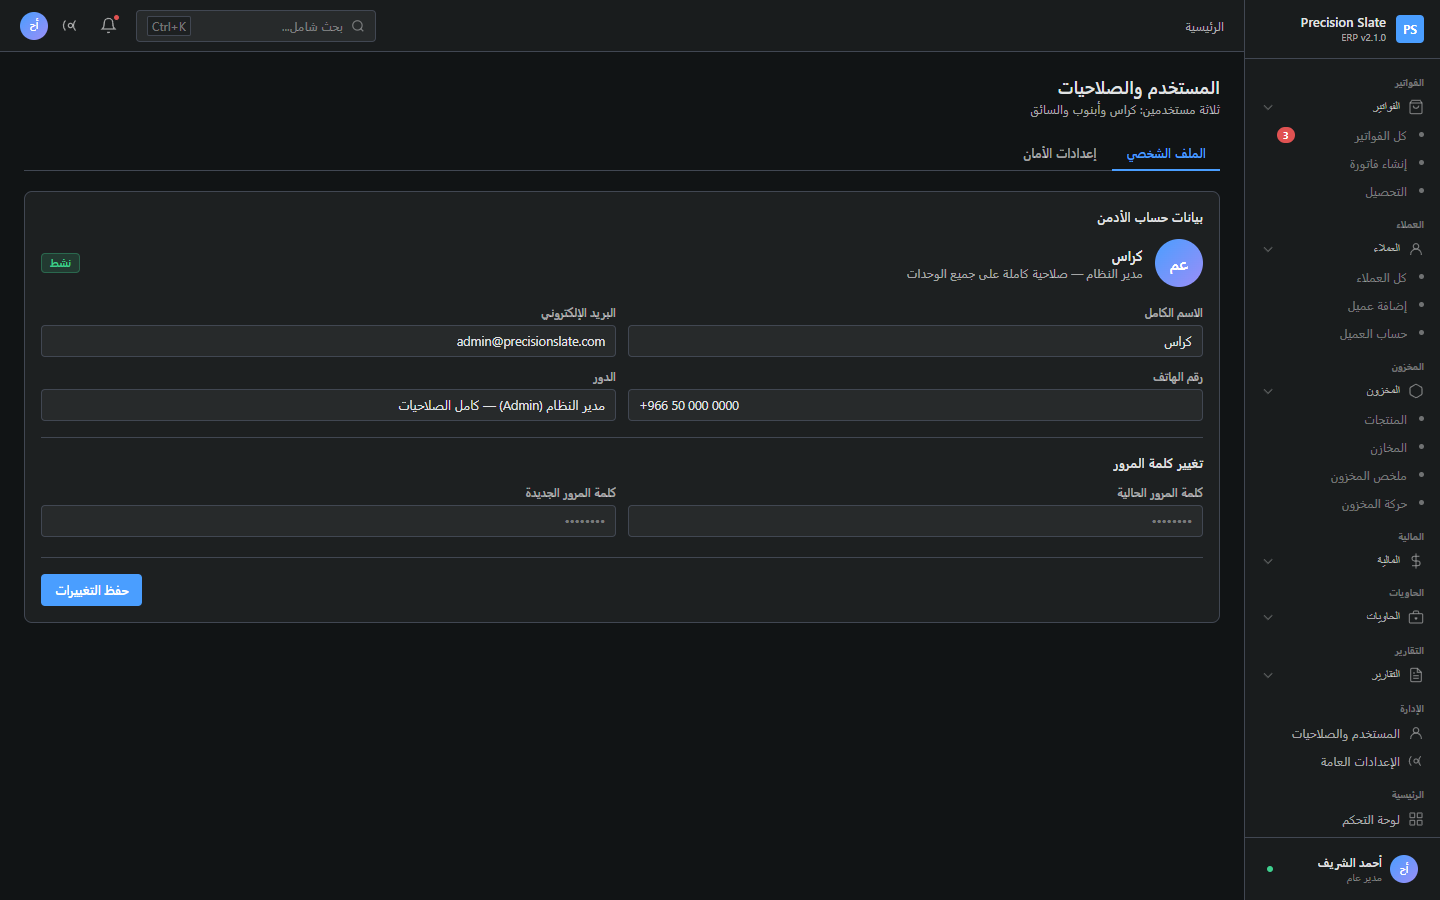 Precision Slate
ERP v2.1.0
PS
الفواتير
الفواتير
كل الفواتير
3
إنشاء فاتورة
التحصيل
العملاء
العملاء
كل العملاء
إضافة عميل
حساب العميل
المخزون
المخزون
المنتجات
المخازن
ملخص المخزون
حركة المخزون
المالية
المالية
الحاويات
الحاويات
التقارير
التقارير
الإدارة
المستخدم والصلاحيات
الإعدادات العامة
الرئيسية
لوحة التحكم
أح
أحمد الشريف
مدير عام
الرئيسية
بحث شامل...
Ctrl+K
أح
المستخدم والصلاحيات
ثلاثة مستخدمين: كراس وأبنوب والسائق
الملف الشخصي
إعدادات الأمان
بيانات حساب الأدمن
عم
كراس
مدير النظام — صلاحية كاملة على جميع الوحدات
نشط
الاسم الكامل
كراس
البريد الإلكتروني
admin@precisionslate.com
رقم الهاتف
+966 50 000 0000
الدور
مدير النظام (Admin) — كامل الصلاحيات
تغيير كلمة المرور
كلمة المرور الحالية
••••••••
كلمة المرور الجديدة
••••••••
حفظ التغييرات